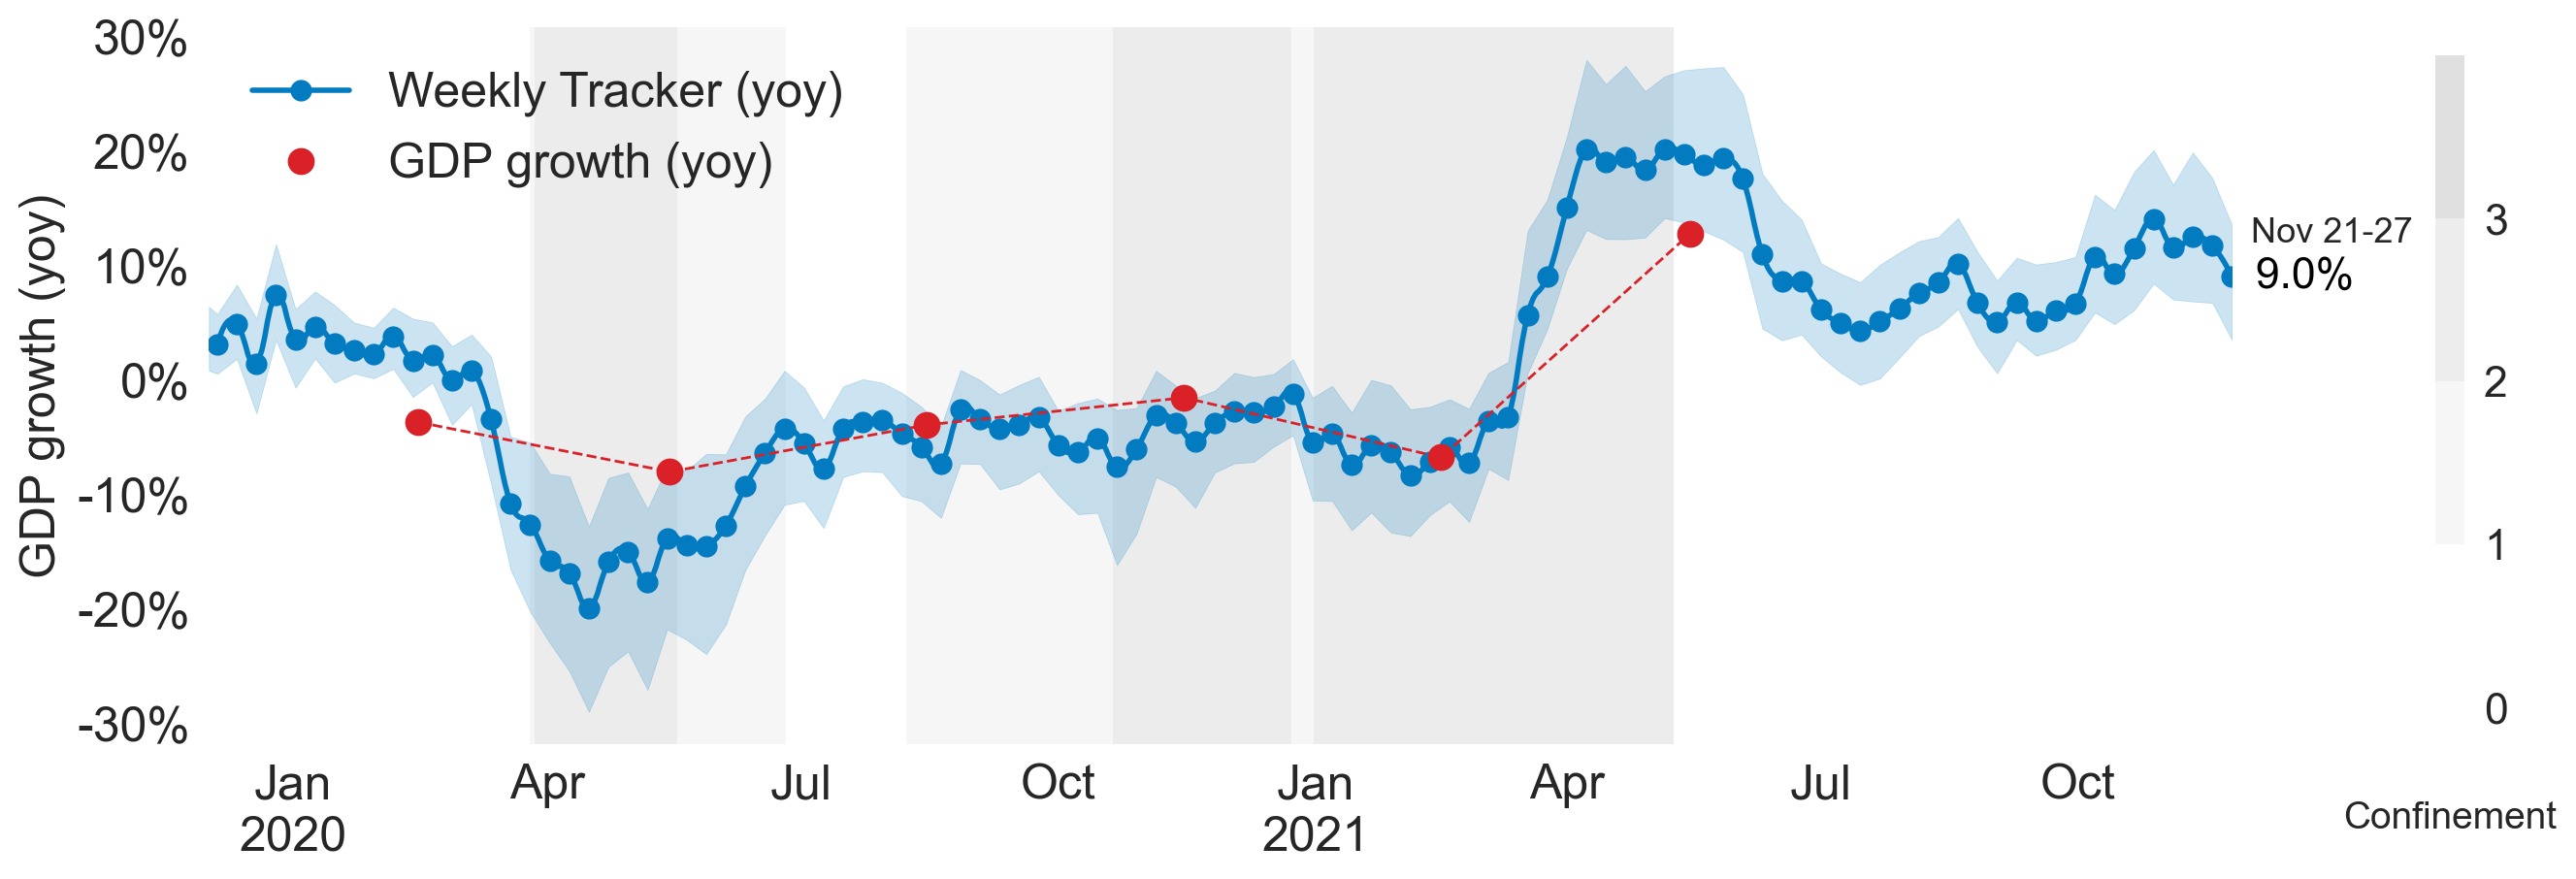 30%
20%
10%
0%
-10%
-20%
-30%
GDP growth (yoy)
Weekly Tracker (yoy)
GDP growth (yoy)
Nov 21-27
9.0%
3
2
1
0
Confinement
Jan Apr Jul Oct Jan Apr Jul Oct
2020 2021